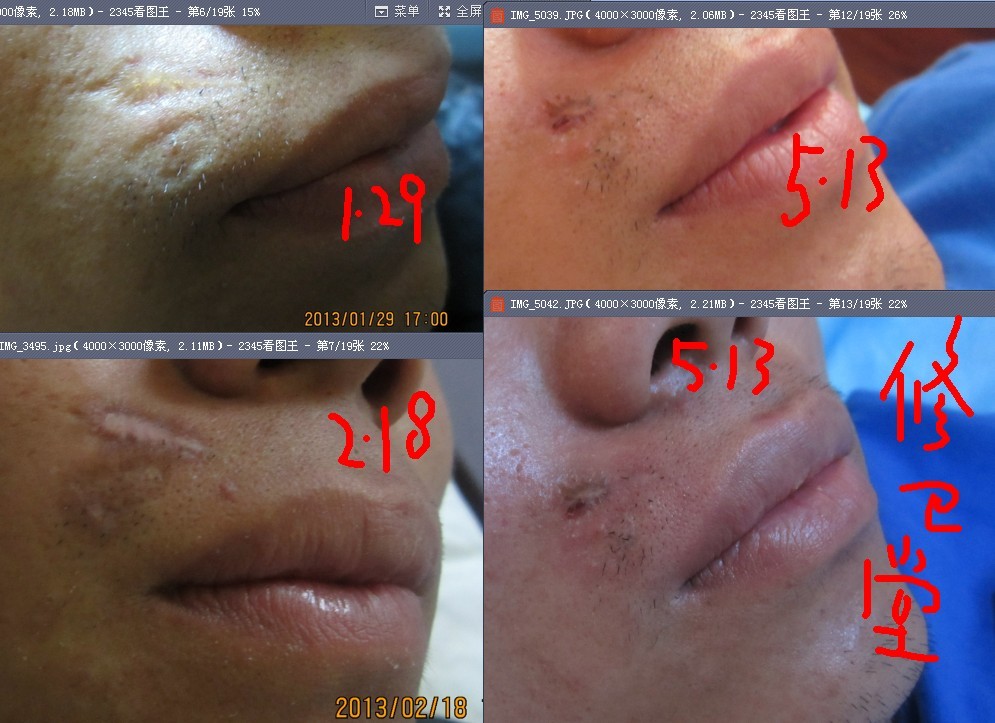 00像素, 2.18MB) - 2345看图王 - 第6/19张 15%
菜单
全屏
1.29
2013/01/29 17:00
IMG_5039.JPG(4000×3000像素, 2.06MB) - 2345看图王 - 第12/19张 26%
5.13
IMG_3495.jpg(4000×3000像素, 2.11MB) - 2345看图王 - 第7/19张 22%
2.18
2013/02/18
IMG_5042.JPG(4000×3000像素, 2.21MB) - 2345看图王 - 第13/19张 22%
5.13
修
卫
堂